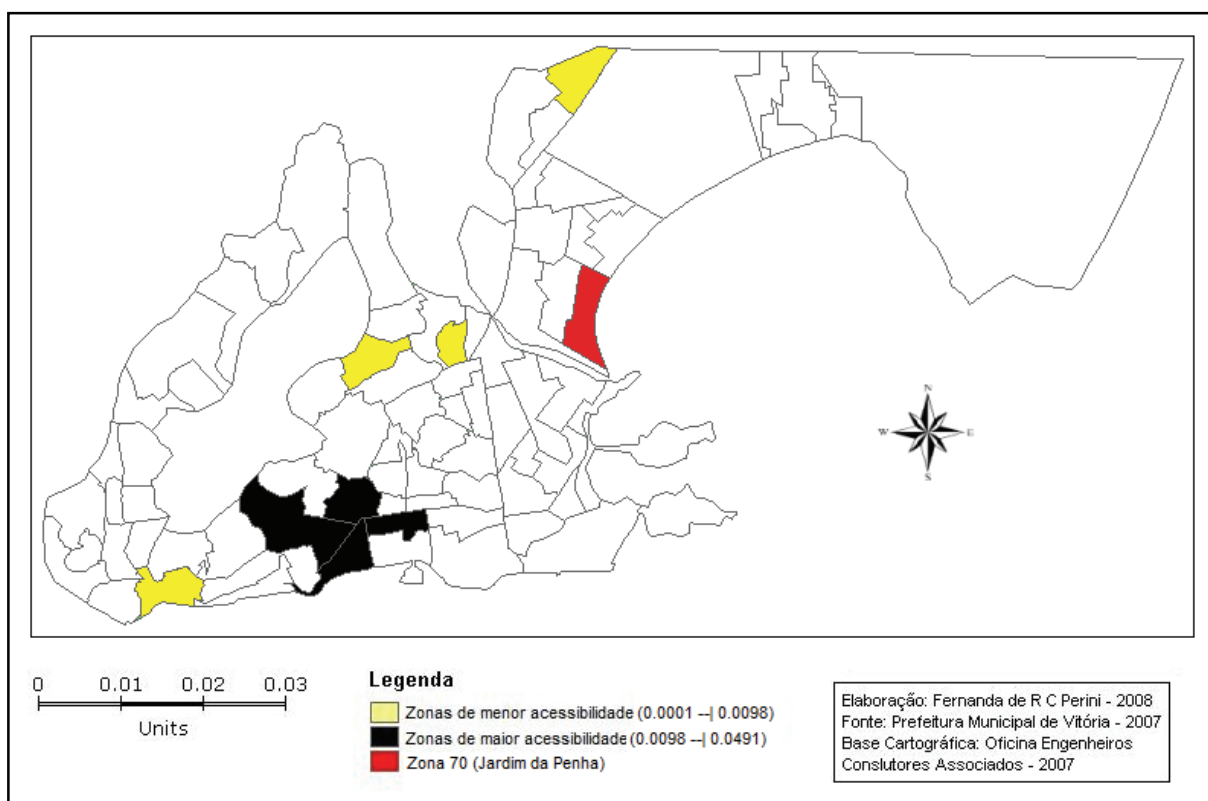 N
W E
S
0 0.01 0.02 0.03
Units
Legenda
Zonas de menor acessibilidade (0.0001 --| 0.0098)
Zonas de maior acessibilidade (0.0098 --| 0.0491)
Zona 70 (Jardim da Penha)
Elaboração: Fernanda de R C Perini - 2008
Fonte: Prefeitura Municipal de Vitória - 2007
Base Cartográfica: Oficina Engenheiros
Conslutores Associados - 2007